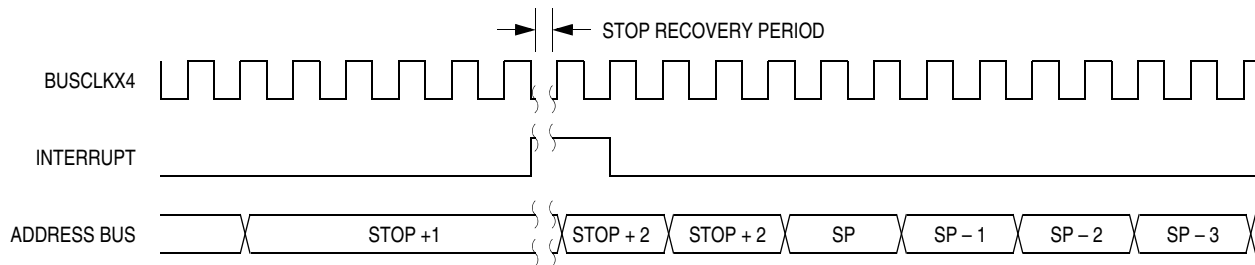 STOP RECOVERY PERIOD
BUSCLKX4
INTERRUPT
ADDRESS BUS STOP +1 STOP + 2 STOP + 2 SP SP – 1 SP – 2 SP – 3